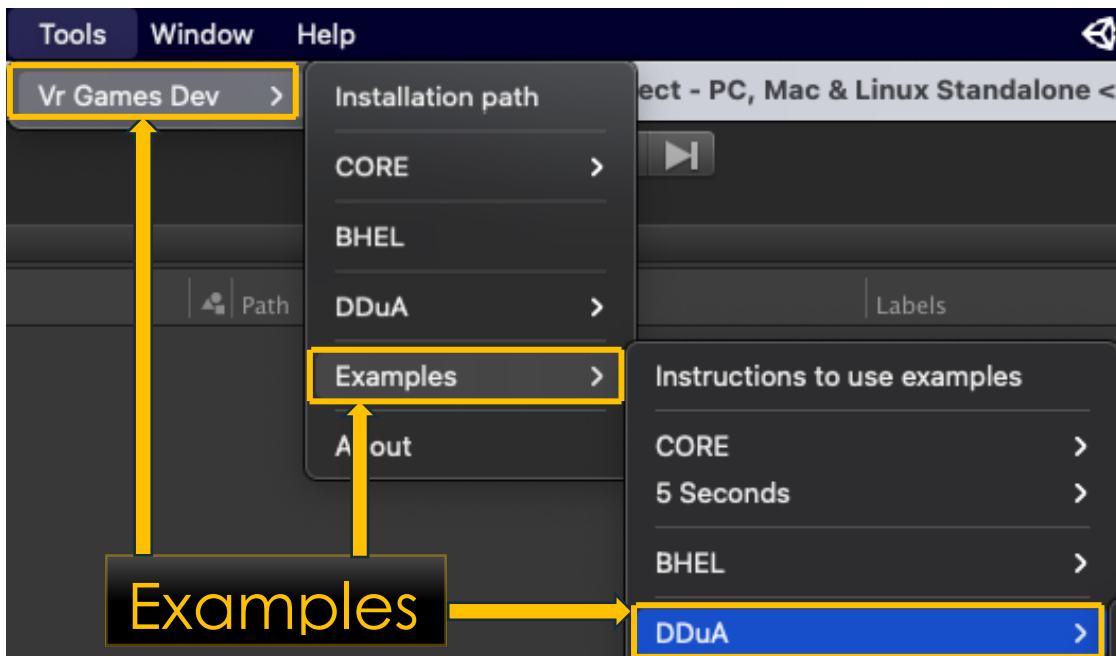 Tools Window Help
Vr Games Dev >
ect - PC, Mac & Linux Standalone <
Installation path
CORE >
BHEL
Path
DDuA >
Labels
Examples >
Instructions to use examples
A out
CORE >
5 Seconds >
BHEL >
Examples
DDuA >